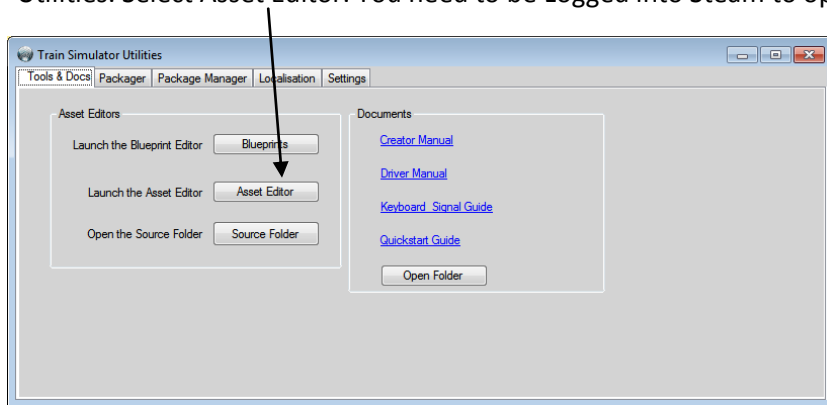 Utilities. Select Asset Editor. You need to be Logged into Steam to op
Train Simulator Utilities
Tools & Docs Packager Package Manager Localisation Settings
Asset Editors
Launch the Blueprint Editor Blueprints
Launch the Asset Editor Asset Editor
Open the Source Folder Source Folder
Documents
Creator Manual
Driver Manual
Keyboard Signal Guide
Quickstart Guide
Open Folder